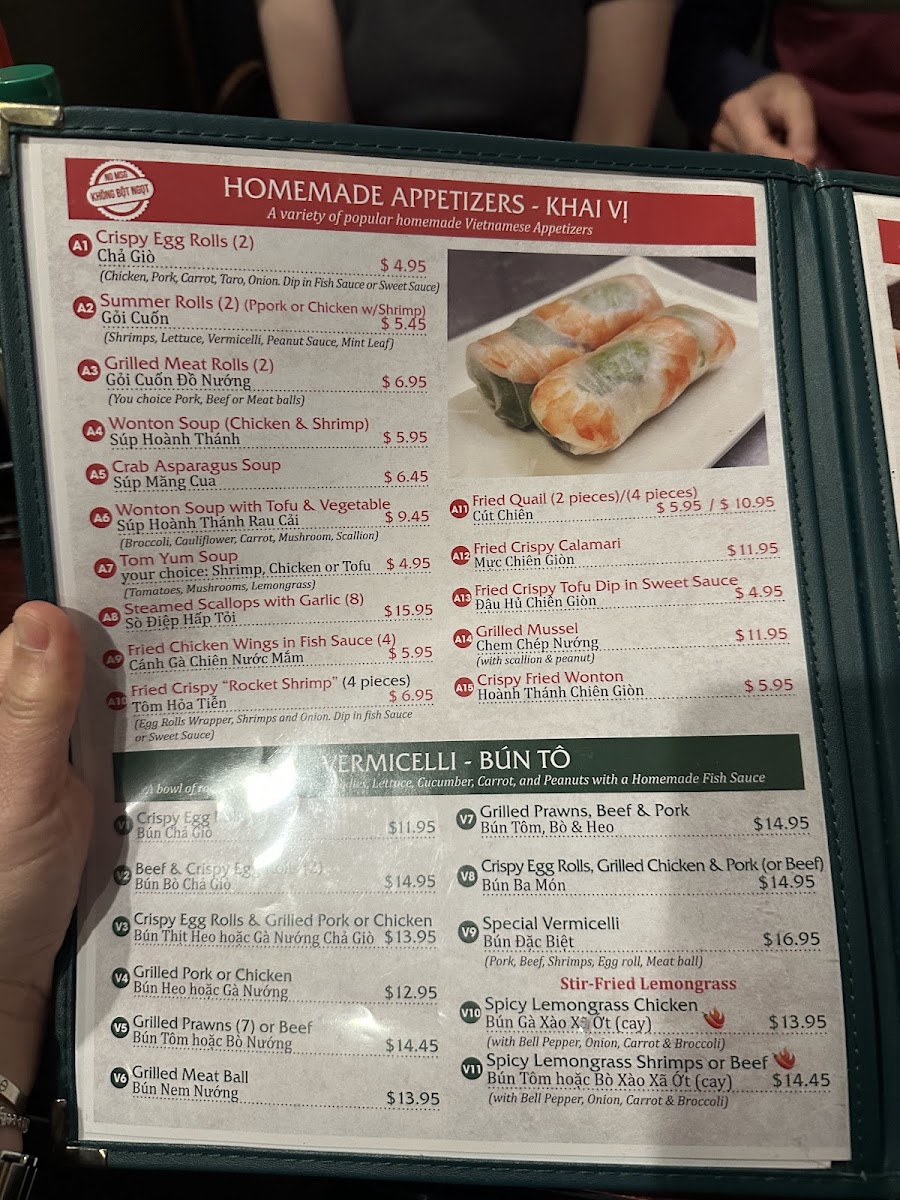 NO MSG
KHÔNG BỘT NGỌT
HOMEMADE APPETIZERS - KHAI VỊ
A variety of popular homemade Vietnamese Appetizers
A1 Crispy Egg Rolls (2)
Chả Giò $ 4.95
(Chicken, Pork, Carrot, Taro, Onion. Dip in Fish Sauce or Sweet Sauce)
A2 Summer Rolls (2) (Ppork or Chicken w/Shrimp)
Gỏi Cuốn $ 5.45
(Shrimps, Lettuce, Vermicelli, Peanut Sauce, Mint Leaf)
A3 Grilled Meat Rolls (2)
Gỏi Cuốn Đồ Nướng $ 6.95
(You choice Pork, Beef or Meat balls)
A4 Wonton Soup (Chicken & Shrimp)
Súp Hoành Thánh $ 5.95
A5 Crab Asparagus Soup
Súp Măng Cua $ 6.45
A6 Wonton Soup with Tofu & Vegetable
Súp Hoành Thánh Rau Cải $ 9.45
(Broccoli, Cauliflower, Carrot, Mushroom, Scallion)
A7 Tom Yum Soup
your choice: Shrimp, Chicken or Tofu $ 4.95
(Tomatoes, Mushrooms, Lemongrass)
A8 Steamed Scallops with Garlic (8)
Sò Điệp Hấp Tỏi $15.95
A9 Fried Chicken Wings in Fish Sauce (4)
Cánh Gà Chiên Nước Mắm $ 5.95
A10 Fried Crispy "Rocket Shrimp" (4 pieces)
Tôm Hỏa Tiễn $ 6.95
(Egg Rolls Wrapper, Shrimps and Onion. Dip in fish Sauce
or Sweet Sauce)
A11 Fried Quail (2 pieces)/(4 pieces)
Cút Chiên $ 5.95 / $ 10.95
A12 Fried Crispy Calamari
Mực Chiên Giòn $11.95
A13 Fried Crispy Tofu Dip in Sweet Sauce
Đâu Hủ Chiên Giòn $ 4.95
A14 Grilled Mussel
Chem Chép Nướng $11.95
(with scallion & peanut)
A15 Crispy Fried Wonton
Hoành Thánh Chiên Giòn $ 5.95
VERMICELLI - BÚN TÔ
A bowl of Lettuce, Cucumber, Carrot, and Peanuts with a Homemade Fish Sauce
V1 Crispy Egg
Bún Chả Giò $11.95
V2 Beef & Crispy Egg Rolls (2)
Bún Bò Chả Giò $14.95
V3 Crispy Egg Rolls & Grilled Pork or Chicken
Bún Thịt Heo hoặc Gà Nướng Chả Giò $13.95
V4 Grilled Pork or Chicken
Bún Heo hoặc Gà Nướng $12.95
V5 Grilled Prawns (7) or Beef
Bún Tôm hoặc Bò Nướng $14.45
V6 Grilled Meat Ball
Bún Nem Nướng $13.95
V7 Grilled Prawns, Beef & Pork
Bún Tôm, Bò & Heo $14.95
V8 Crispy Egg Rolls, Grilled Chicken & Pork (or Beef)
Bún Ba Món $14.95
V9 Special Vermicelli
Bún Đặc Biệt $16.95
(Pork, Beef, Shrimps, Egg roll, Meat ball)
Stir-Fried Lemongrass
V10 Spicy Lemongrass Chicken
Bún Gà Xào Xã Ớt (cay) $13.95
(with Bell Pepper, Onion, Carrot & Broccoli)
V11 Spicy Lemongrass Shrimps or Beef
Bún Tôm hoặc Bò Xào Xã Ớt (cay) $14.45
(with Bell Pepper, Onion, Carrot & Broccoli)